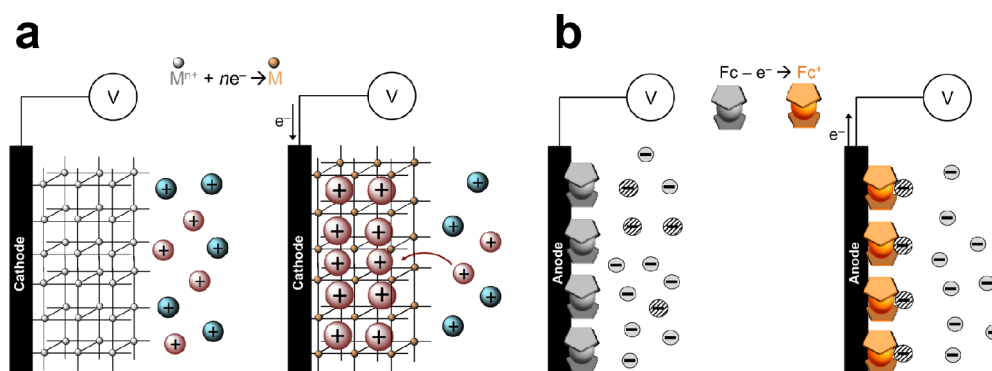 a
Mⁿ⁺ + ne⁻ → M
V
Cathode
V
e⁻
Cathode
b
Fc – e⁻ → Fc⁺
V
Anode
V
e⁻
Anode